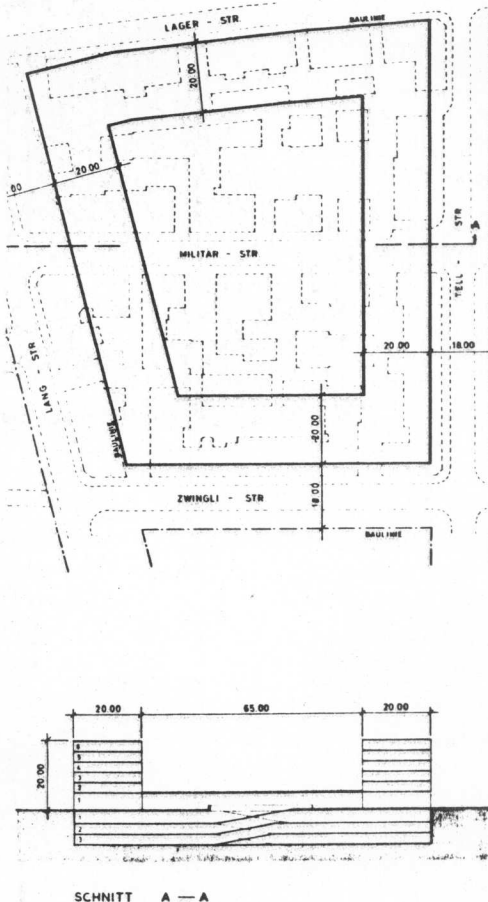 LAGER STR.
BAULINIE
20.00
20.00
MILITAR - STR.
A
TELL - STR
20.00
18.00
LANG - STR.
BAULINIE
20.00
ZWINGLI - STR
18.00
BAULINIE
20.00
65.00
20.00
20.00
6
5
4
3
2
1
1
2
3
SCHNITT A — A